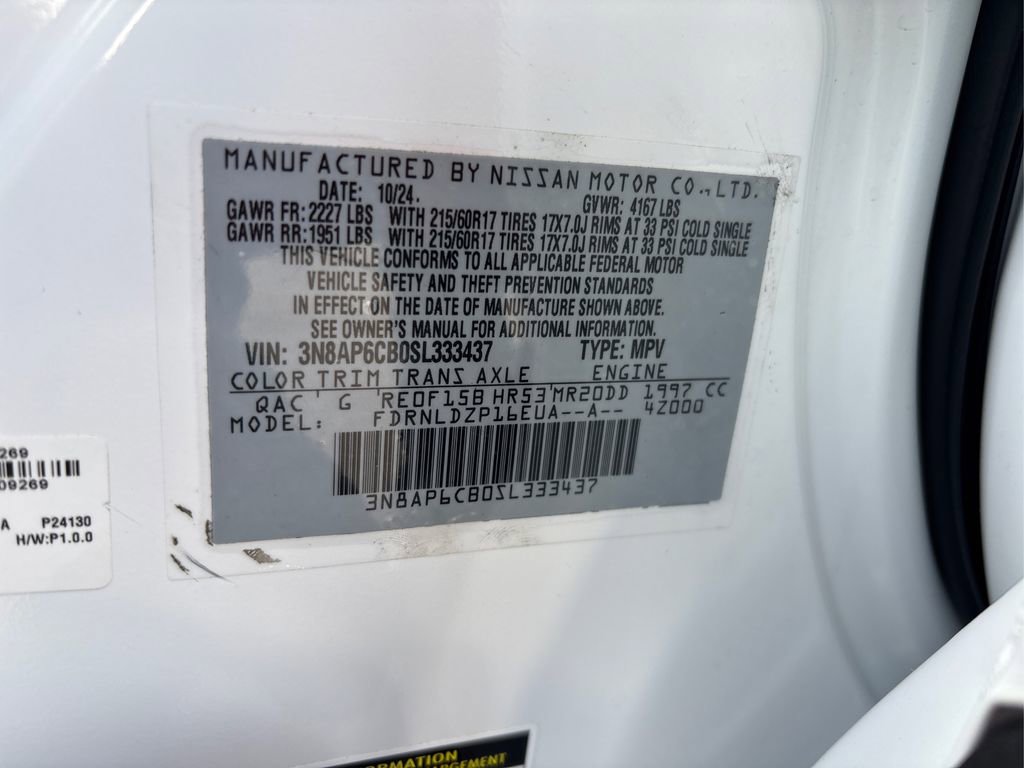 MANUFACTURED BY NISSAN MOTOR CO., LTD.
DATE: 10/24. GVWR: 4167 LBS
GAWR FR: 2227 LBS WITH 215/60R17 TIRES 17X7.0J RIMS AT 33 PSI COLD SINGLE
GAWR RR: 1951 LBS WITH 215/60R17 TIRES 17X7.0J RIMS AT 33 PSI COLD SINGLE
THIS VEHICLE CONFORMS TO ALL APPLICABLE FEDERAL MOTOR
VEHICLE SAFETY AND THEFT PREVENTION STANDARDS
IN EFFECT ON THE DATE OF MANUFACTURE SHOWN ABOVE.
SEE OWNER'S MANUAL FOR ADDITIONAL INFORMATION.
VIN: 3N8AP6CB0SL333437 TYPE: MPV
COLOR TRIM TRANS AXLE ENGINE
QAC ' G 'RE0F15B HR53'MR20DD 1997 CC
MODEL: FDRNLDZP16EUA--A-- 4Z000
3N8AP6CB0SL333437
269
09269
A P24130
H/W:P1.0.0
ORMATION